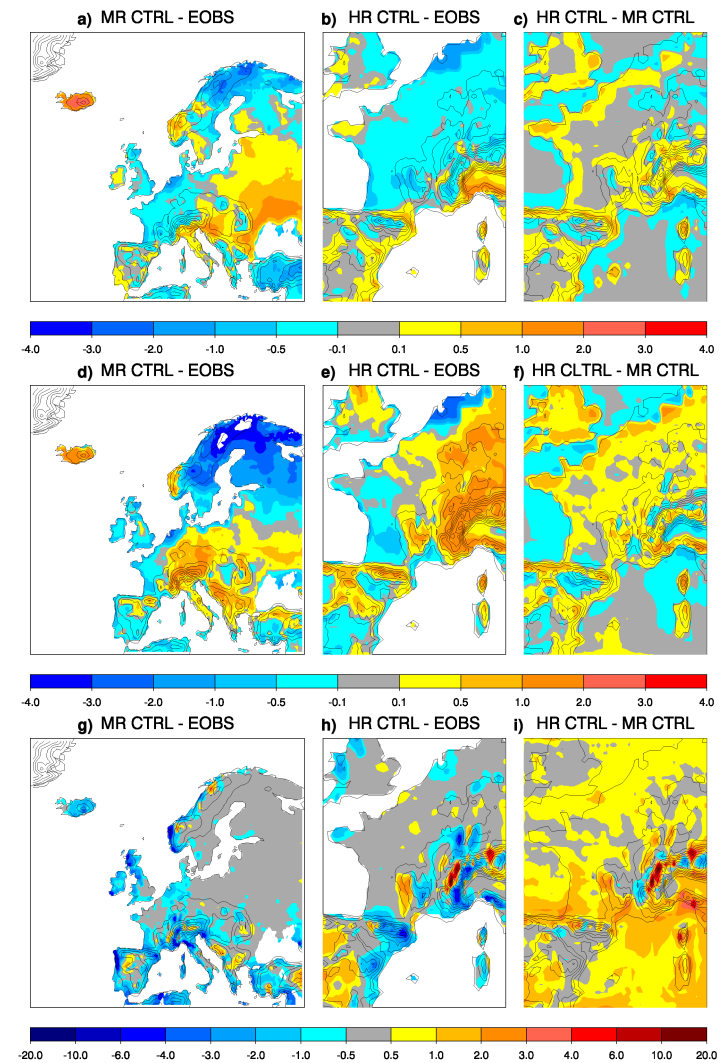 a) MR CTRL - EOBS b) HR CTRL - EOBS c) HR CTRL - MR CTRL
-4.0 -3.0 -2.0 -1.0 -0.5 -0.1 0.1 0.5 1.0 2.0 3.0 4.0
d) MR CTRL - EOBS e) HR CTRL - EOBS f) HR CLTRL - MR CTRL
-4.0 -3.0 -2.0 -1.0 -0.5 -0.1 0.1 0.5 1.0 2.0 3.0 4.0
g) MR CTRL - EOBS h) HR CTRL - EOBS i) HR CTRL - MR CTRL
-20.0 -10.0 -6.0 -4.0 -3.0 -2.0 -1.0 -0.5 0.5 1.0 2.0 3.0 4.0 6.0 10.0 20.0